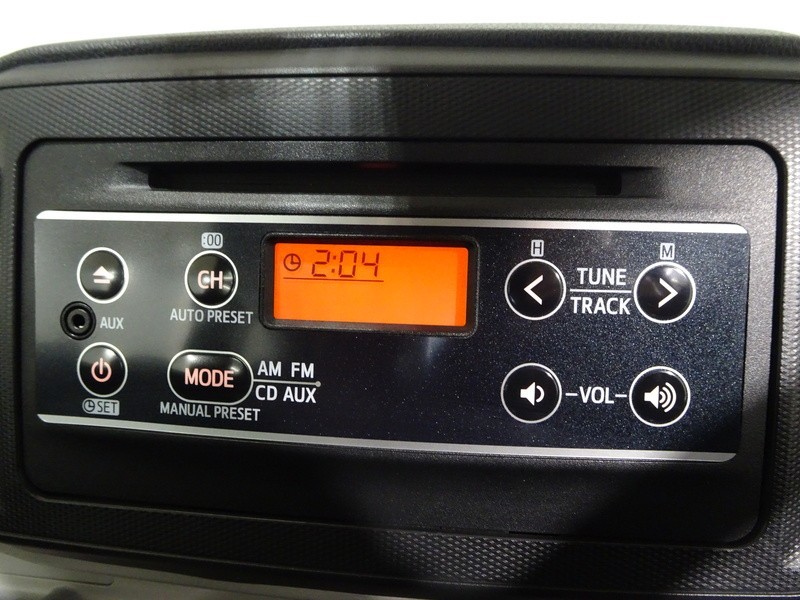 :00
CH
AUTO PRESET
AUX
SET
MODE
AM FM
CD AUX
MANUAL PRESET
2:04
H
M
TUNE
TRACK
VOL